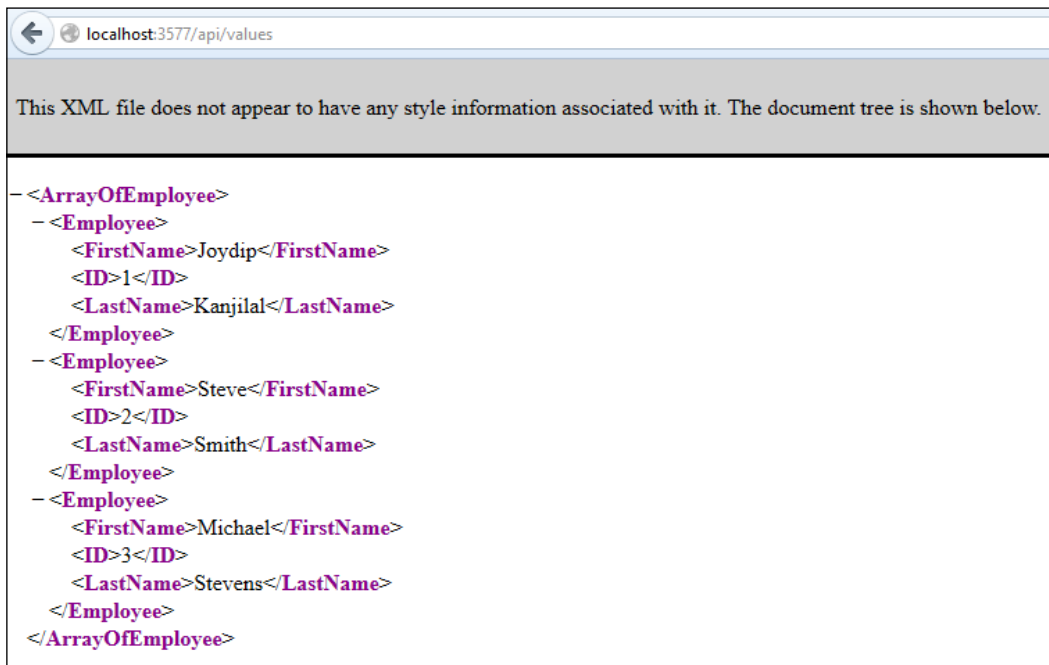 localhost:3577/api/values
This XML file does not appear to have any style information associated with it. The document tree is shown below.
−<ArrayOfEmployee>
−<Employee>
<FirstName>Joydip</FirstName>
<ID>1</ID>
<LastName>Kanjilal</LastName>
</Employee>
−<Employee>
<FirstName>Steve</FirstName>
<ID>2</ID>
<LastName>Smith</LastName>
</Employee>
−<Employee>
<FirstName>Michael</FirstName>
<ID>3</ID>
<LastName>Stevens</LastName>
</Employee>
</ArrayOfEmployee>